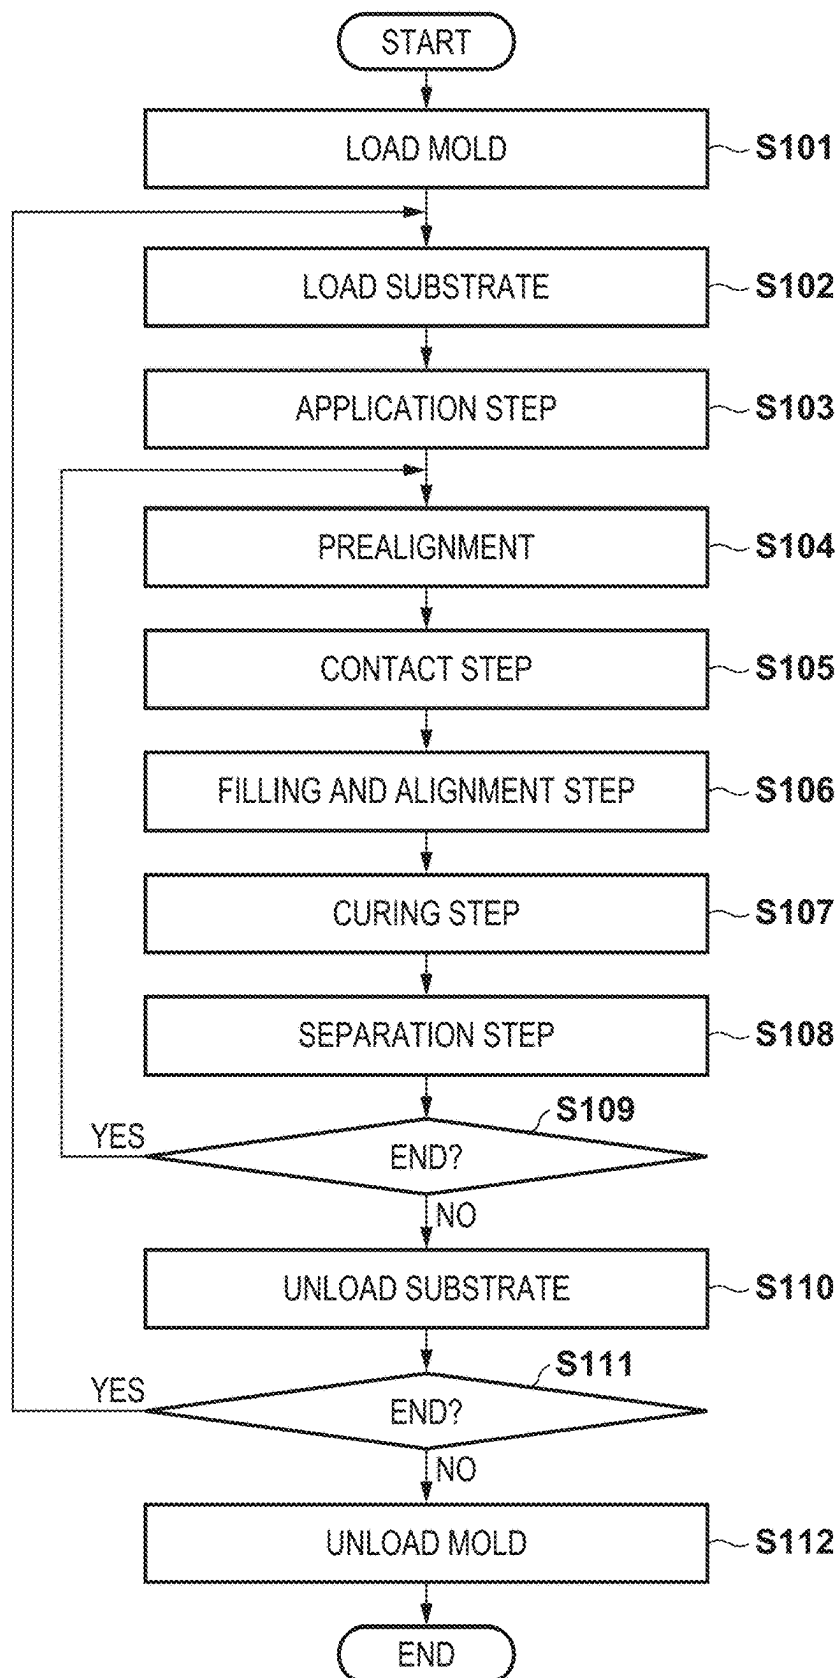 START
LOAD MOLD
S101
LOAD SUBSTRATE
S102
APPLICATION STEP
S103
PREALIGNMENT
S104
CONTACT STEP
S105
FILLING AND ALIGNMENT STEP
S106
CURING STEP
S107
SEPARATION STEP
S108
S109
YES
END?
NO
UNLOAD SUBSTRATE
S110
S111
YES
END?
NO
UNLOAD MOLD
S112
END